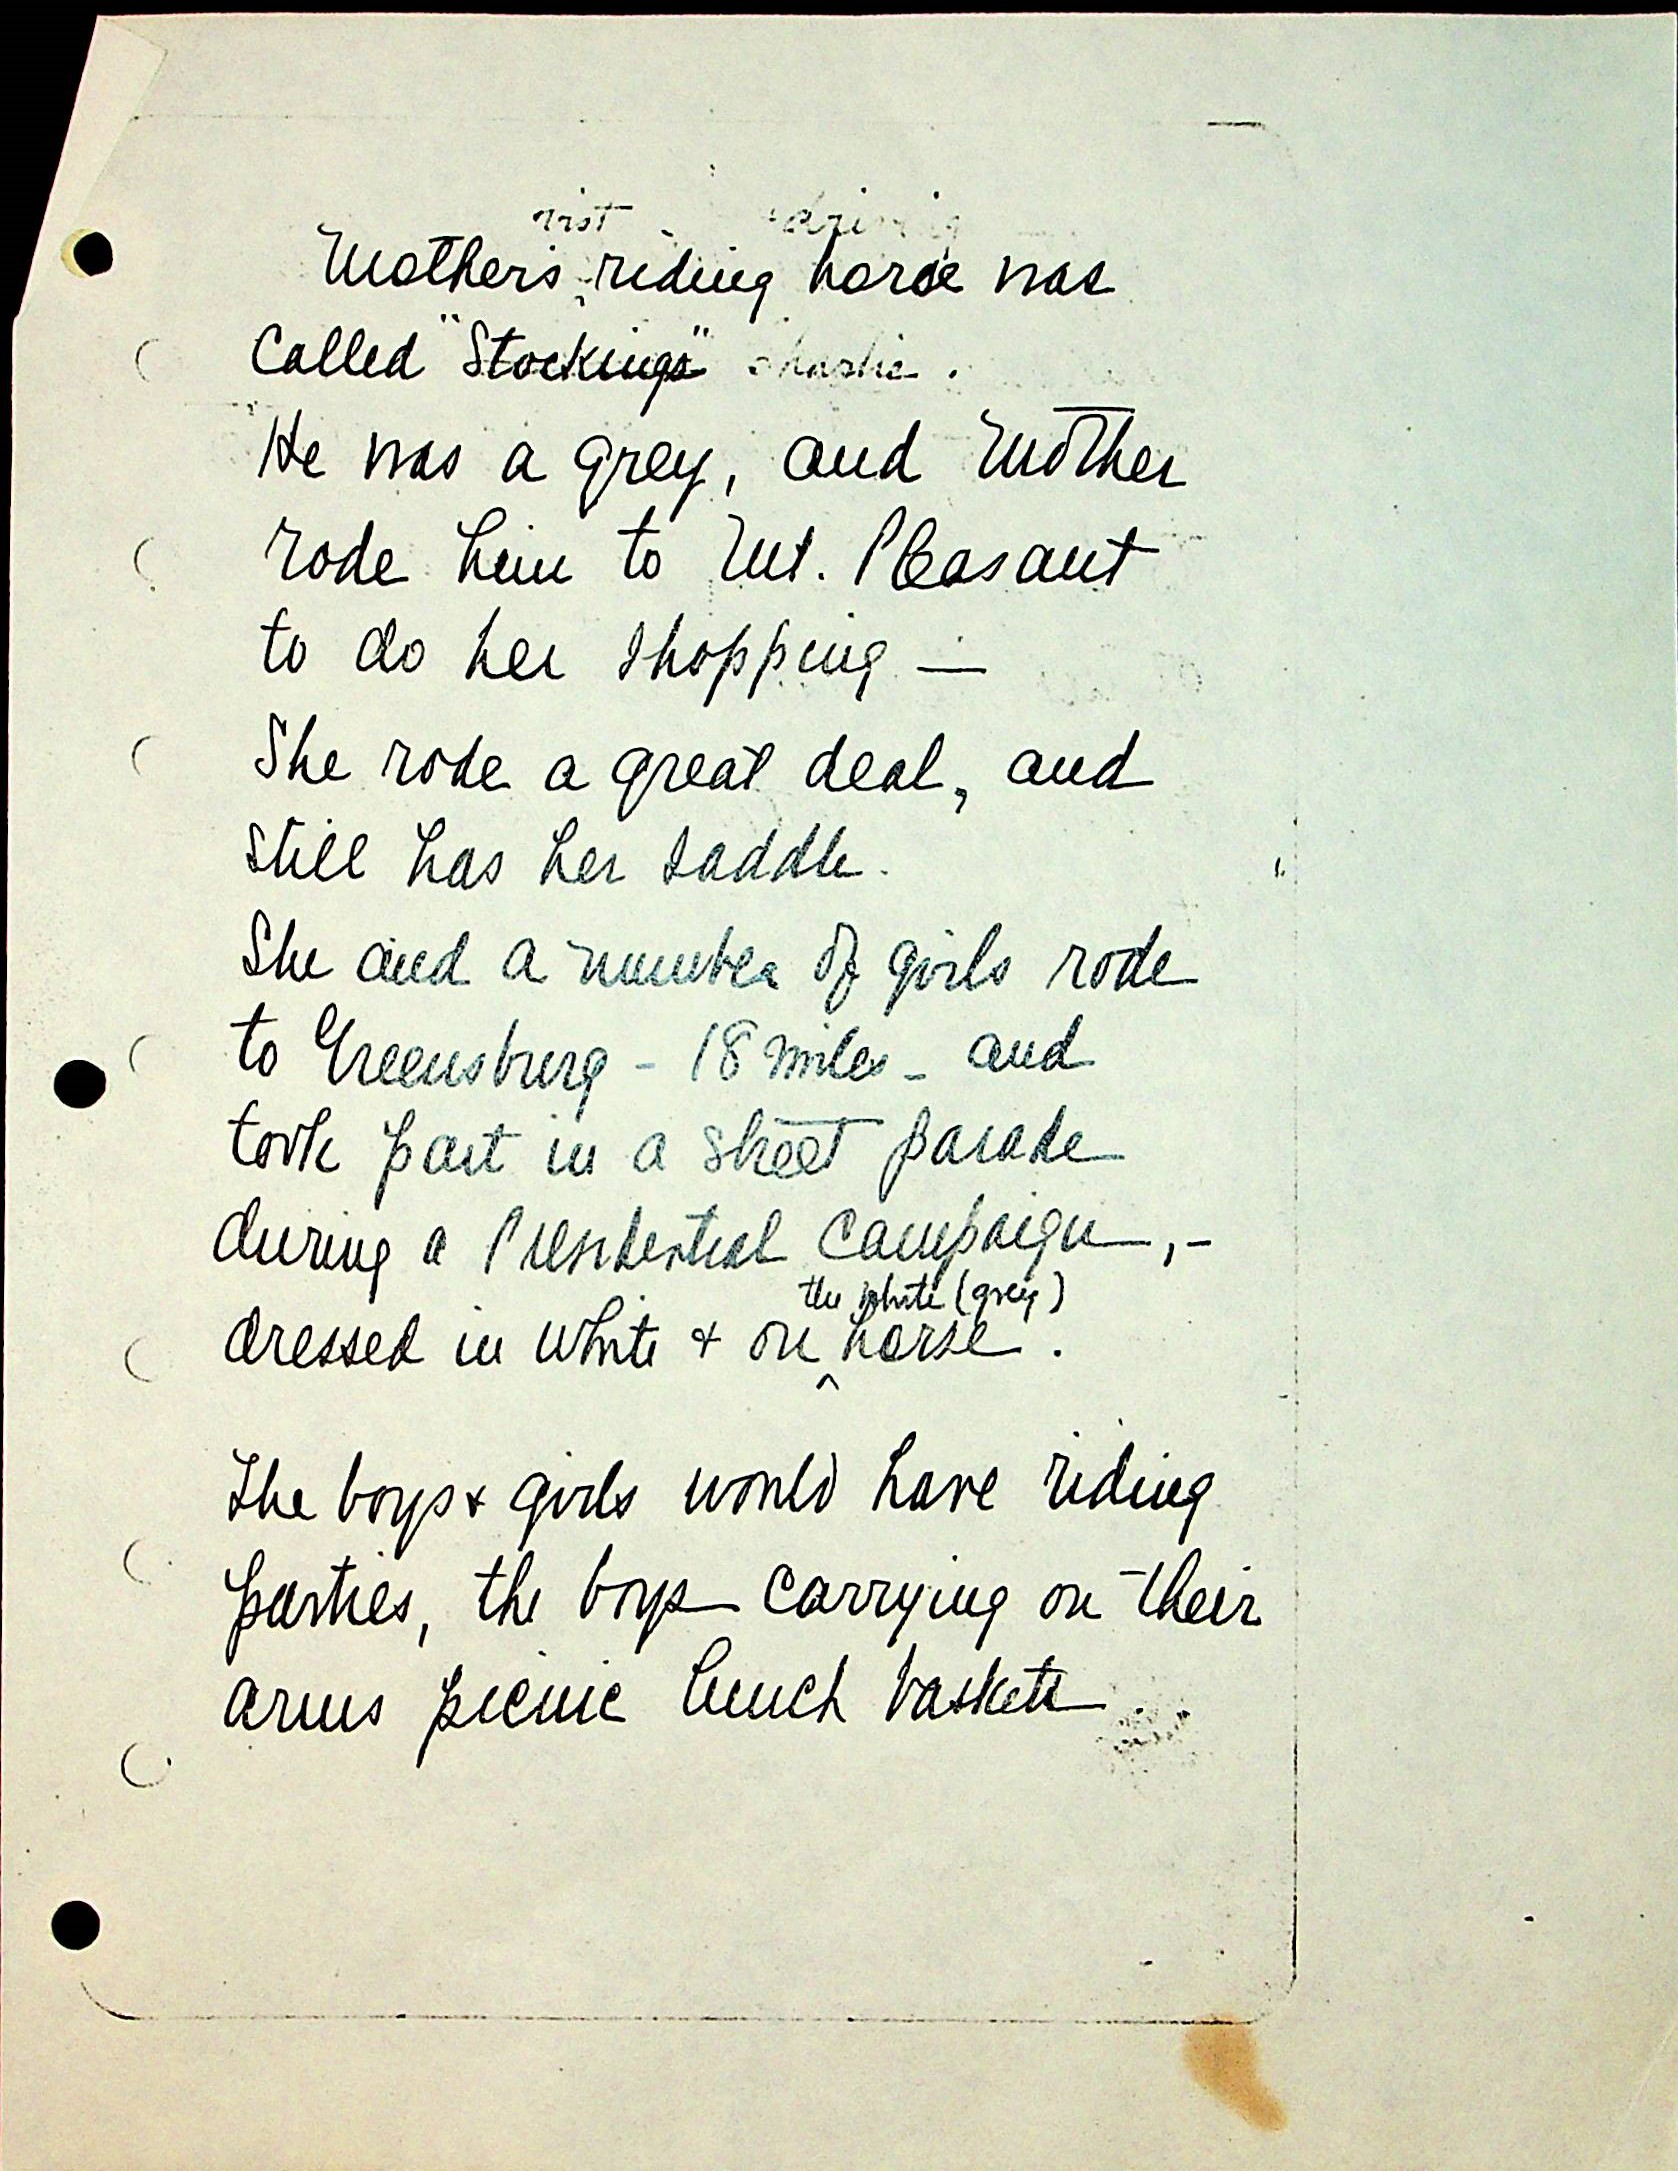 Mother's riding horse was
Called "Stockings" Charlie.
He was a grey, and Mother
rode him to Mt. Pleasant
to do her shopping —
She rode a great deal, and
still has her saddle.
She and a number of girls rode
to Greensburg - 18 miles - and
took part in a street parade
during a Presidential Campaign, -
the white (grey)
dressed in white + on ^ horse.
The boys + girls would have riding
parties, the boys carrying on their
arms picnic lunch baskets